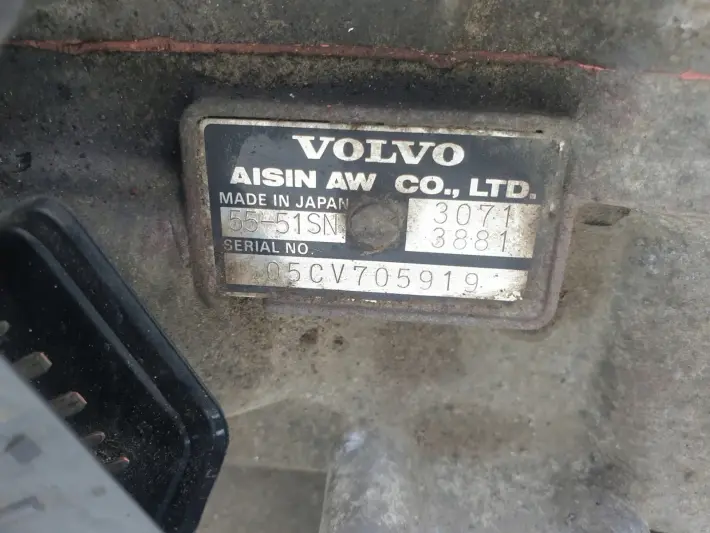 VOLVO
AISIN AW CO., LTD.
MADE IN JAPAN
55-51SN
3071
3881
SERIAL NO.
05CV705919